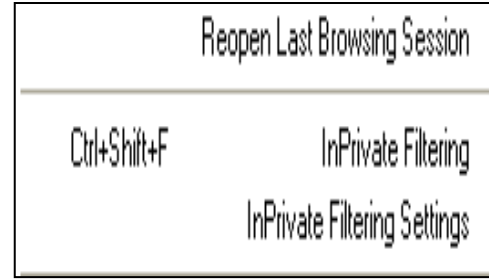 Reopen Last Browsing Session
Ctrl+Shift+F InPrivate Filtering
InPrivate Filtering Settings